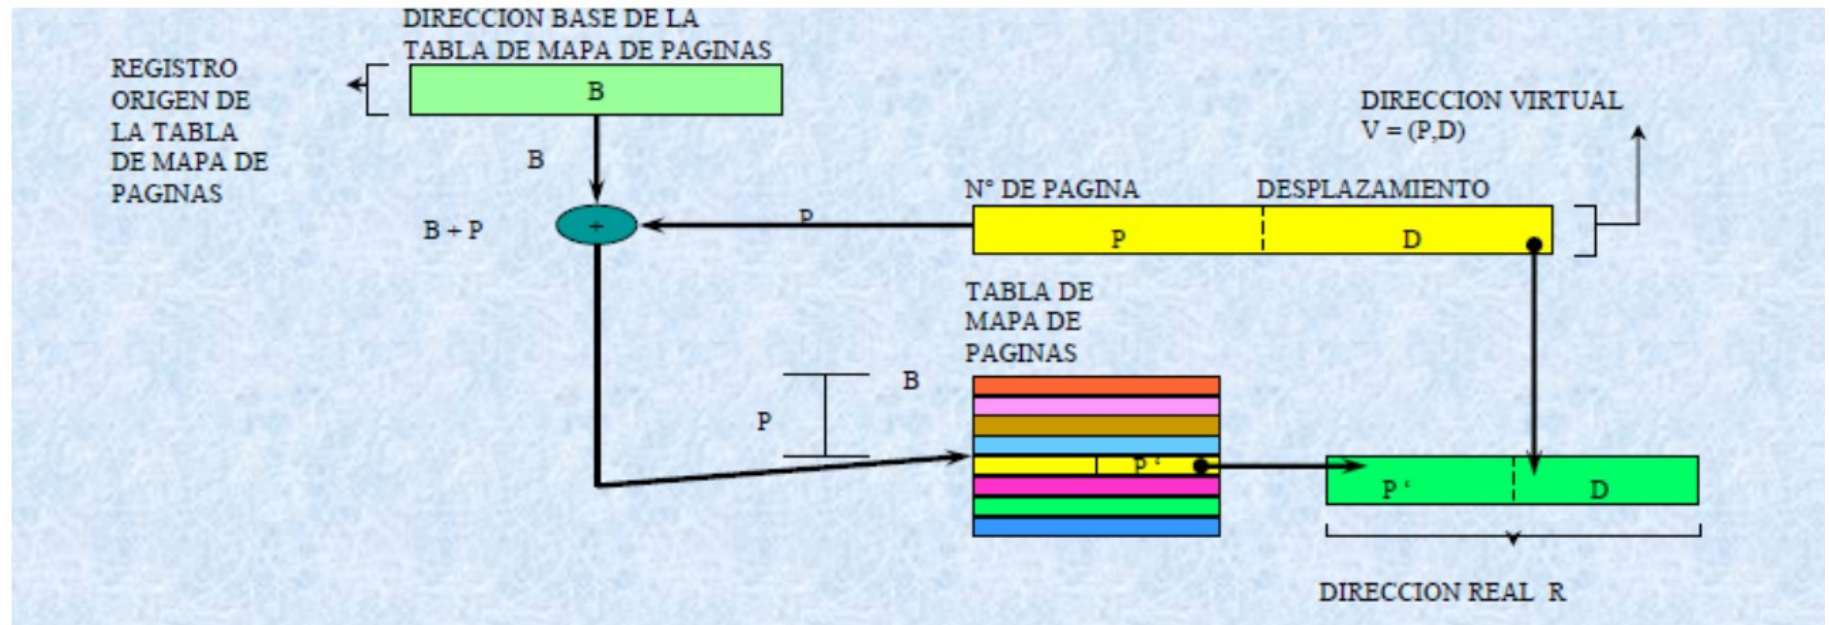 DIRECCION BASE DE LA
TABLA DE MAPA DE PAGINAS
REGISTRO
ORIGEN DE
LA TABLA
DE MAPA DE
PAGINAS
B
B
B + P
+
P
DIRECCION VIRTUAL
V = (P,D)
N° DE PAGINA
DESPLAZAMIENTO
P
D
TABLA DE
MAPA DE
PAGINAS
B
P
P ‘
P ‘
D
DIRECCION REAL R